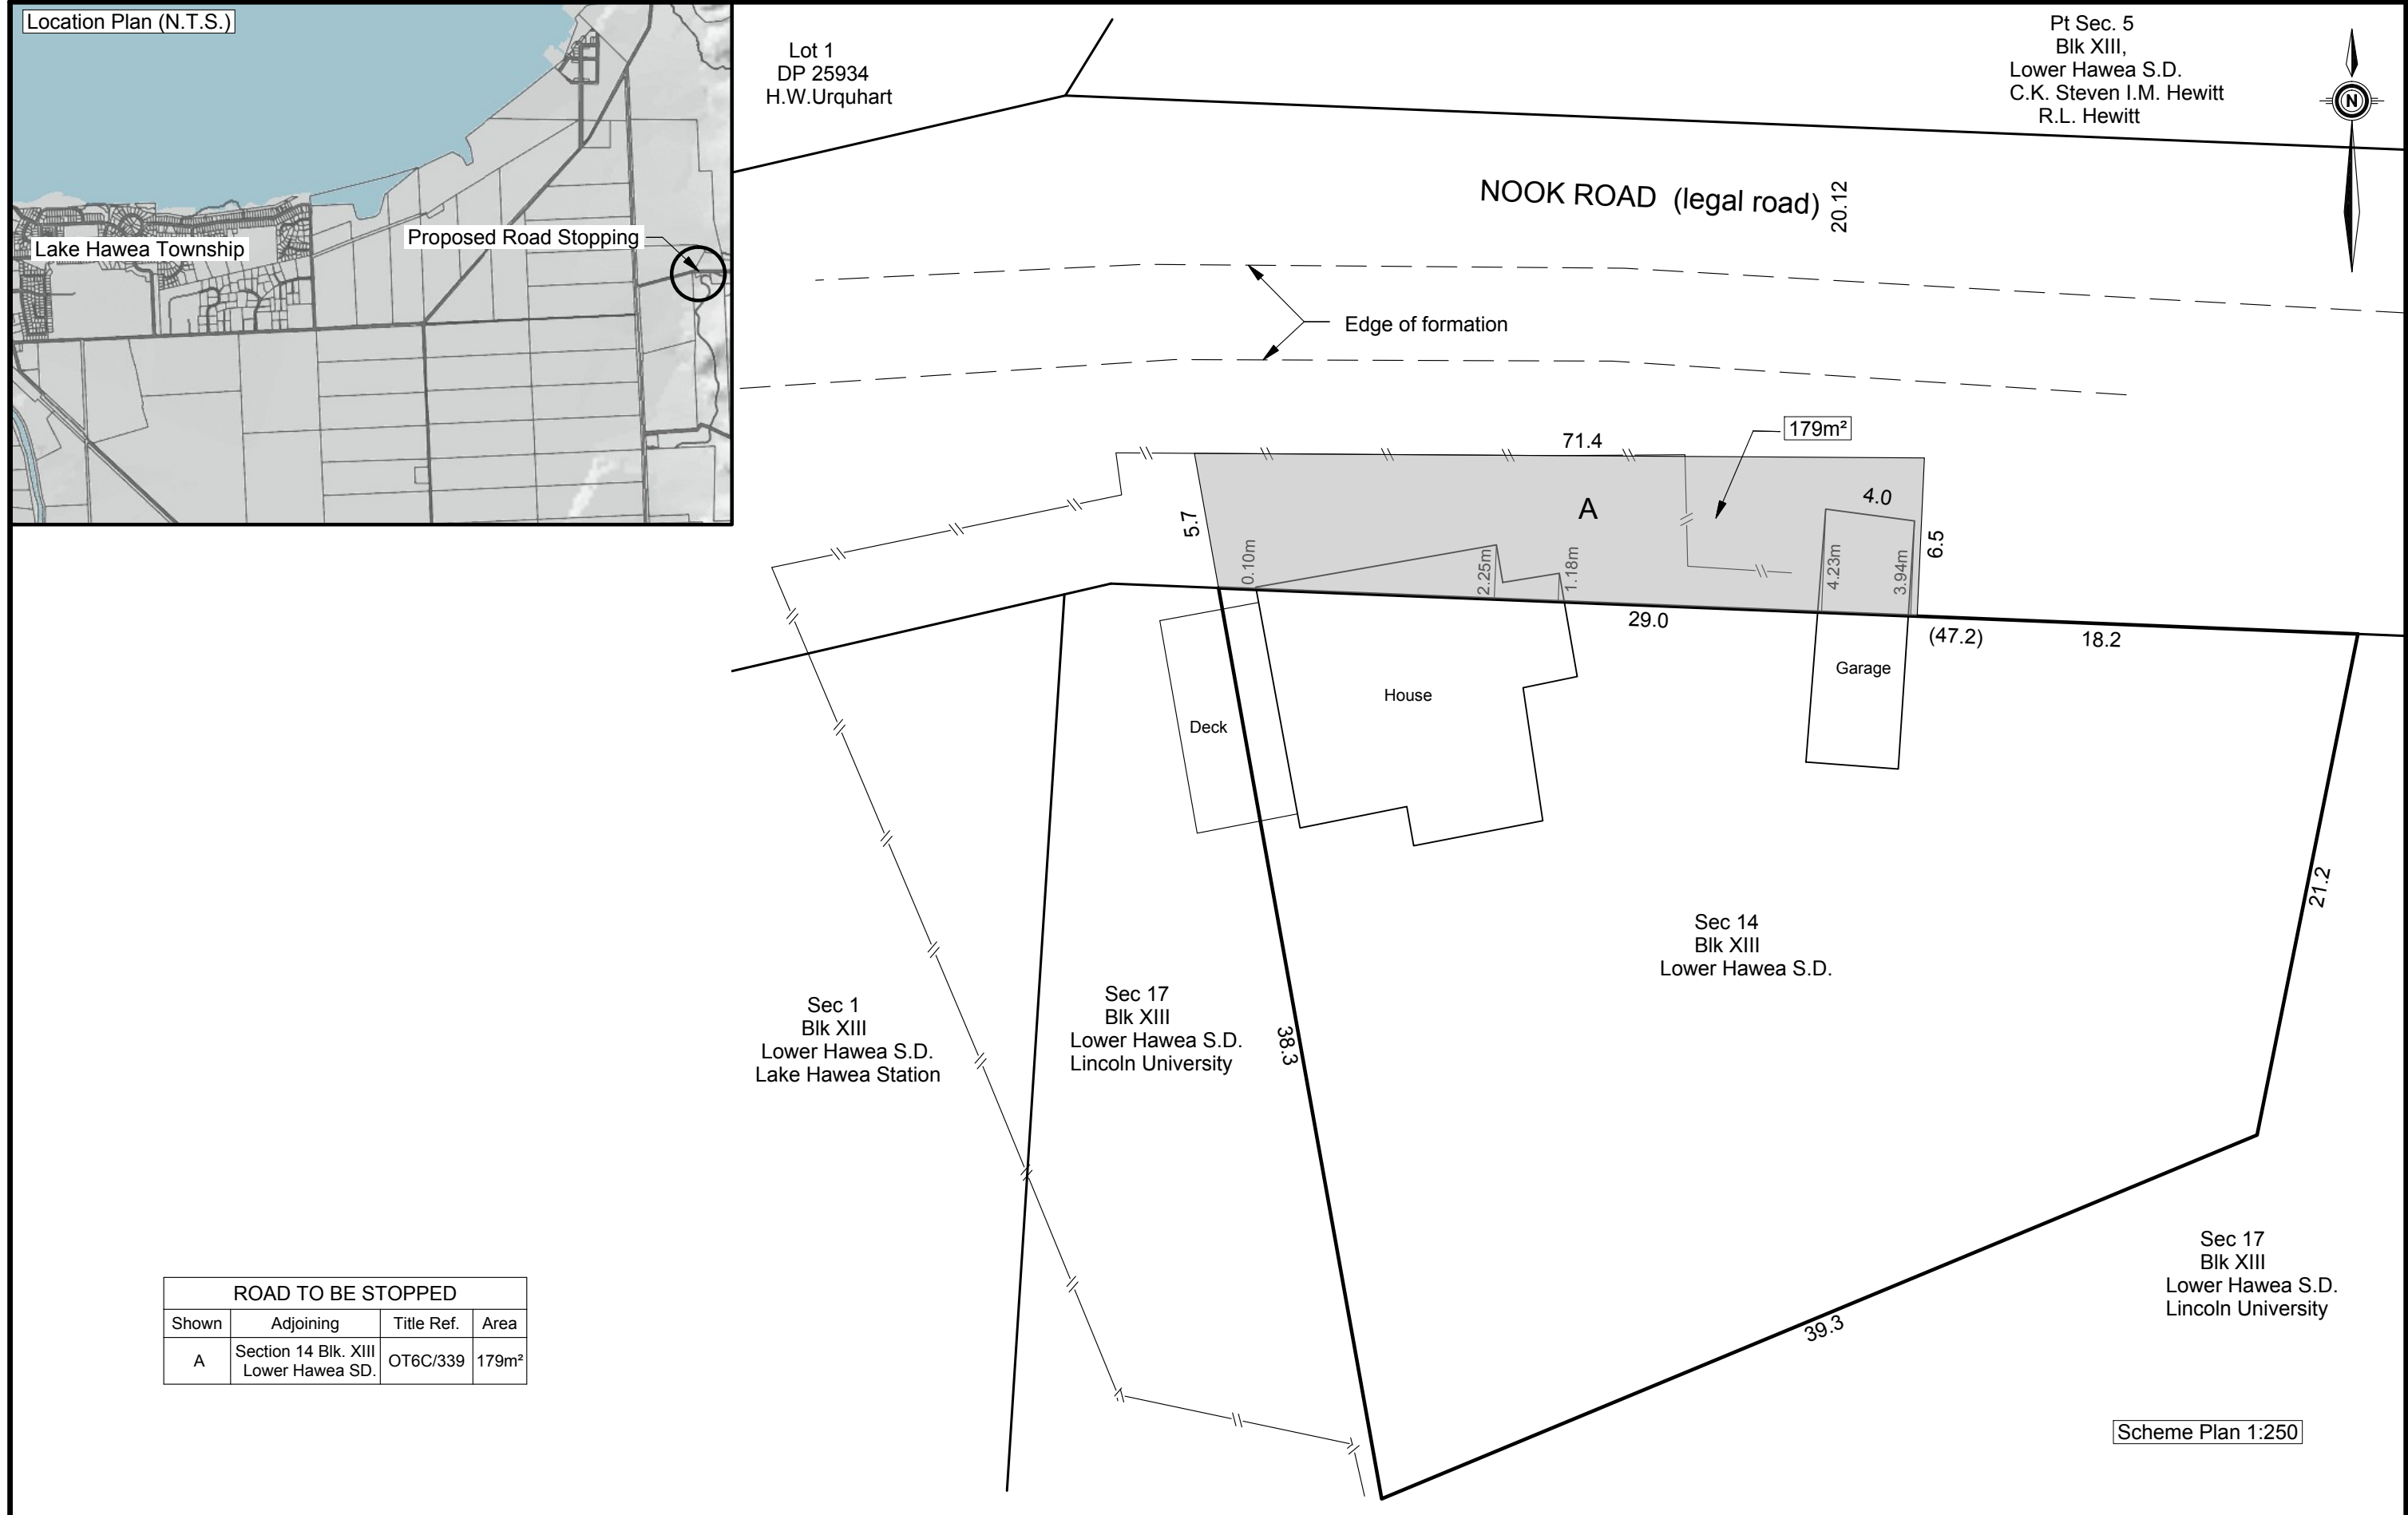 Location Plan (N.T.S.)
Lake Hawea Township
Proposed Road Stopping
Lot 1
DP 25934
H.W.Urquhart
Pt Sec. 5
Blk XIII,
Lower Hawea S.D.
C.K. Steven I.M. Hewitt
R.L. Hewitt
N
NOOK ROAD (legal road)
20.12
Edge of formation
71.4
179m²
A
4.0
5.7
6.5
0.10m
2.25m
1.18m
4.23m
3.94m
29.0
(47.2)
18.2
House
Garage
Deck
21.2
Sec 14
Blk XIII
Lower Hawea S.D.
Sec 1
Blk XIII
Lower Hawea S.D.
Lake Hawea Station
Sec 17
Blk XIII
Lower Hawea S.D.
Lincoln University
38.3
39.3
Sec 17
Blk XIII
Lower Hawea S.D.
Lincoln University
ROAD TO BE STOPPED
Shown Adjoining Title Ref. Area
A Section 14 Blk. XIII Lower Hawea SD. OT6C/339 179m²
Scheme Plan 1:250